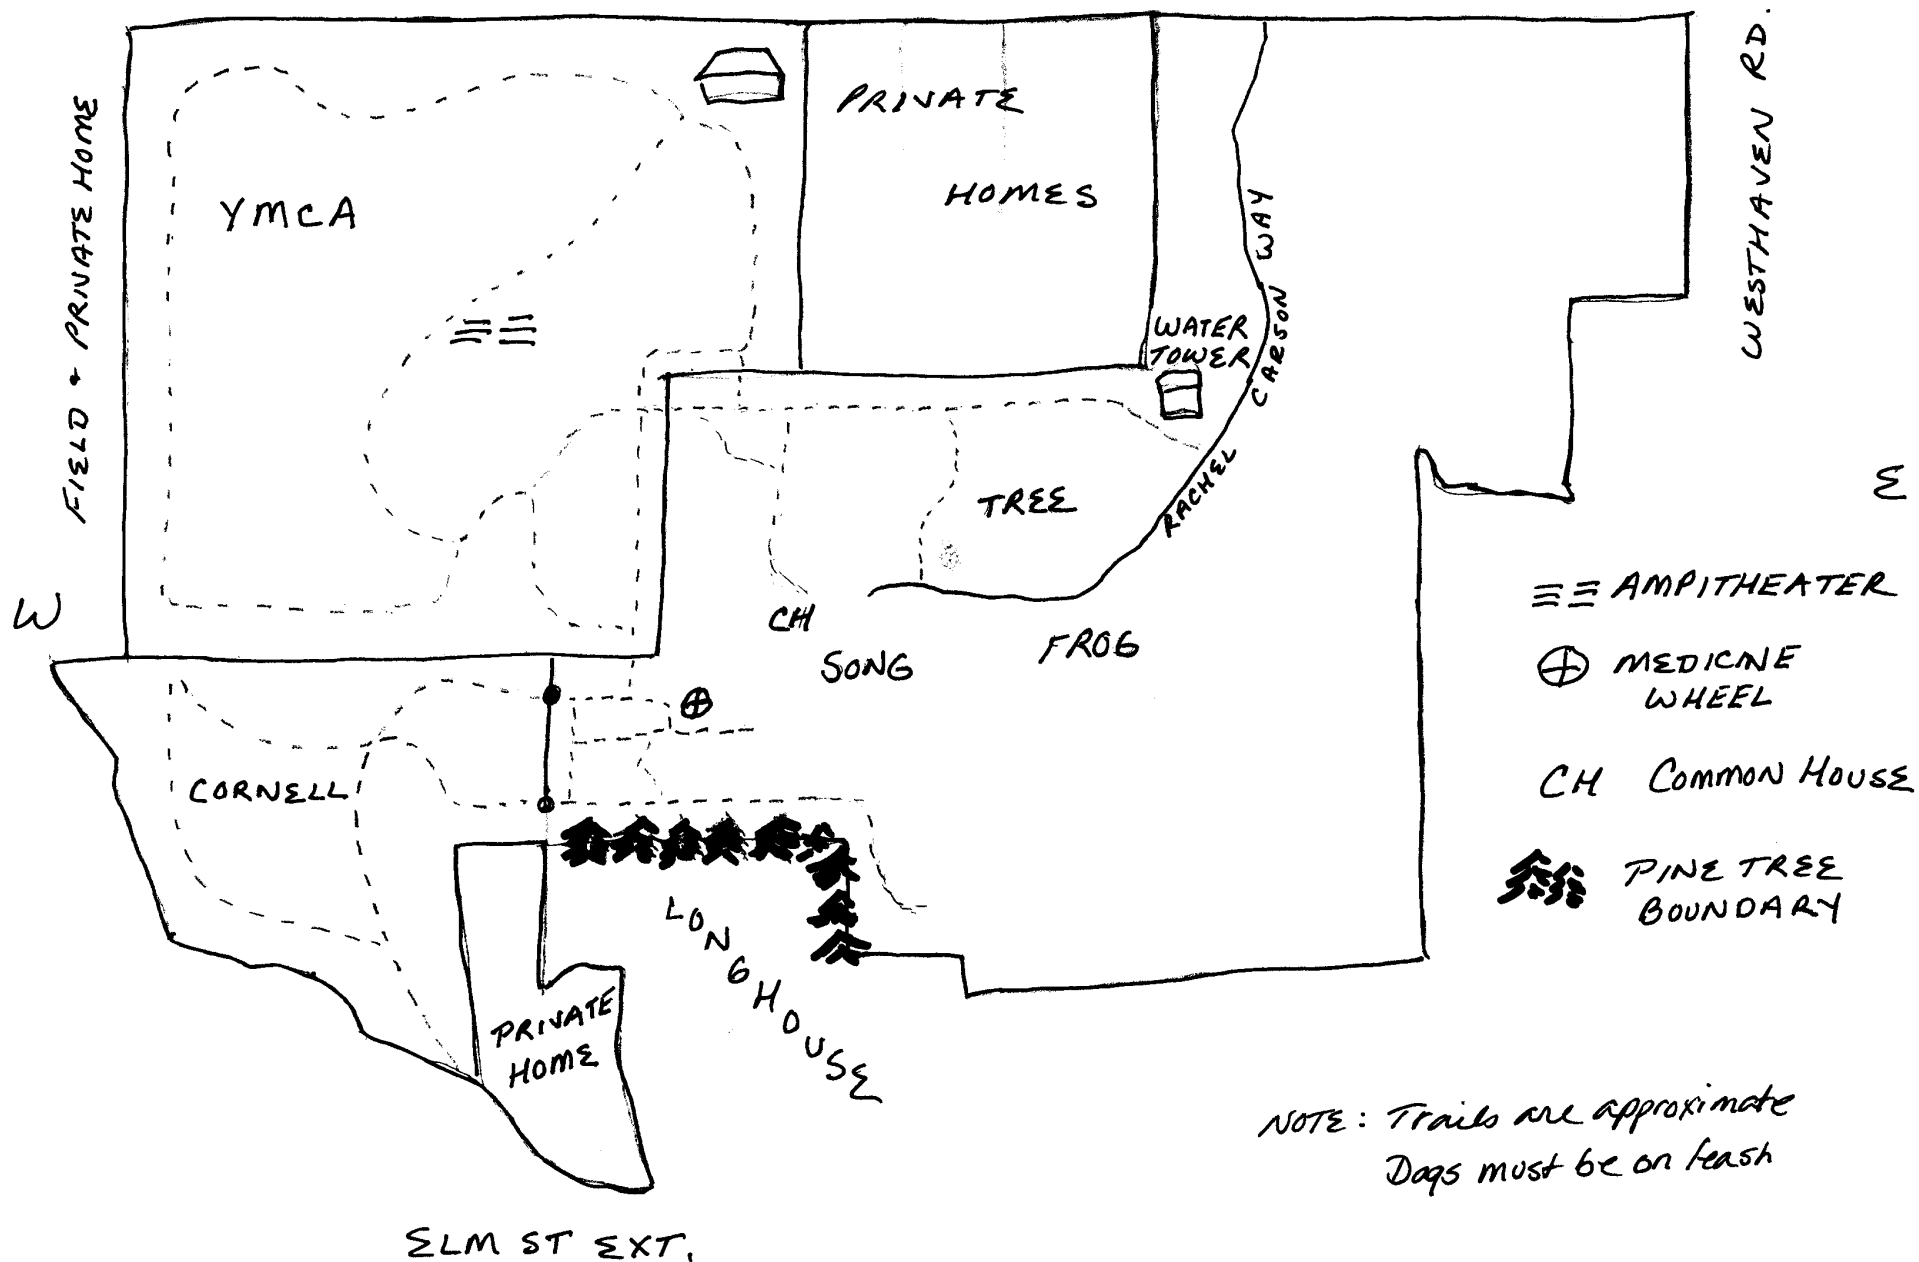 PRIVATE
HOMES
YMCA
FIELD & PRIVATE HOME
WESTHAVEN RD.
RACHEL CARSON WAY
WATER
TOWER
TREE
E
W
CH
SONG
FROG
CORNELL
LONGHOUSE
PRIVATE
HOME
AMPITHEATER
MEDICINE
WHEEL
CH COMMON HOUSE
PINE TREE
BOUNDARY
NOTE: Trails are approximate
Dogs must be on leash
ELM ST EXT.